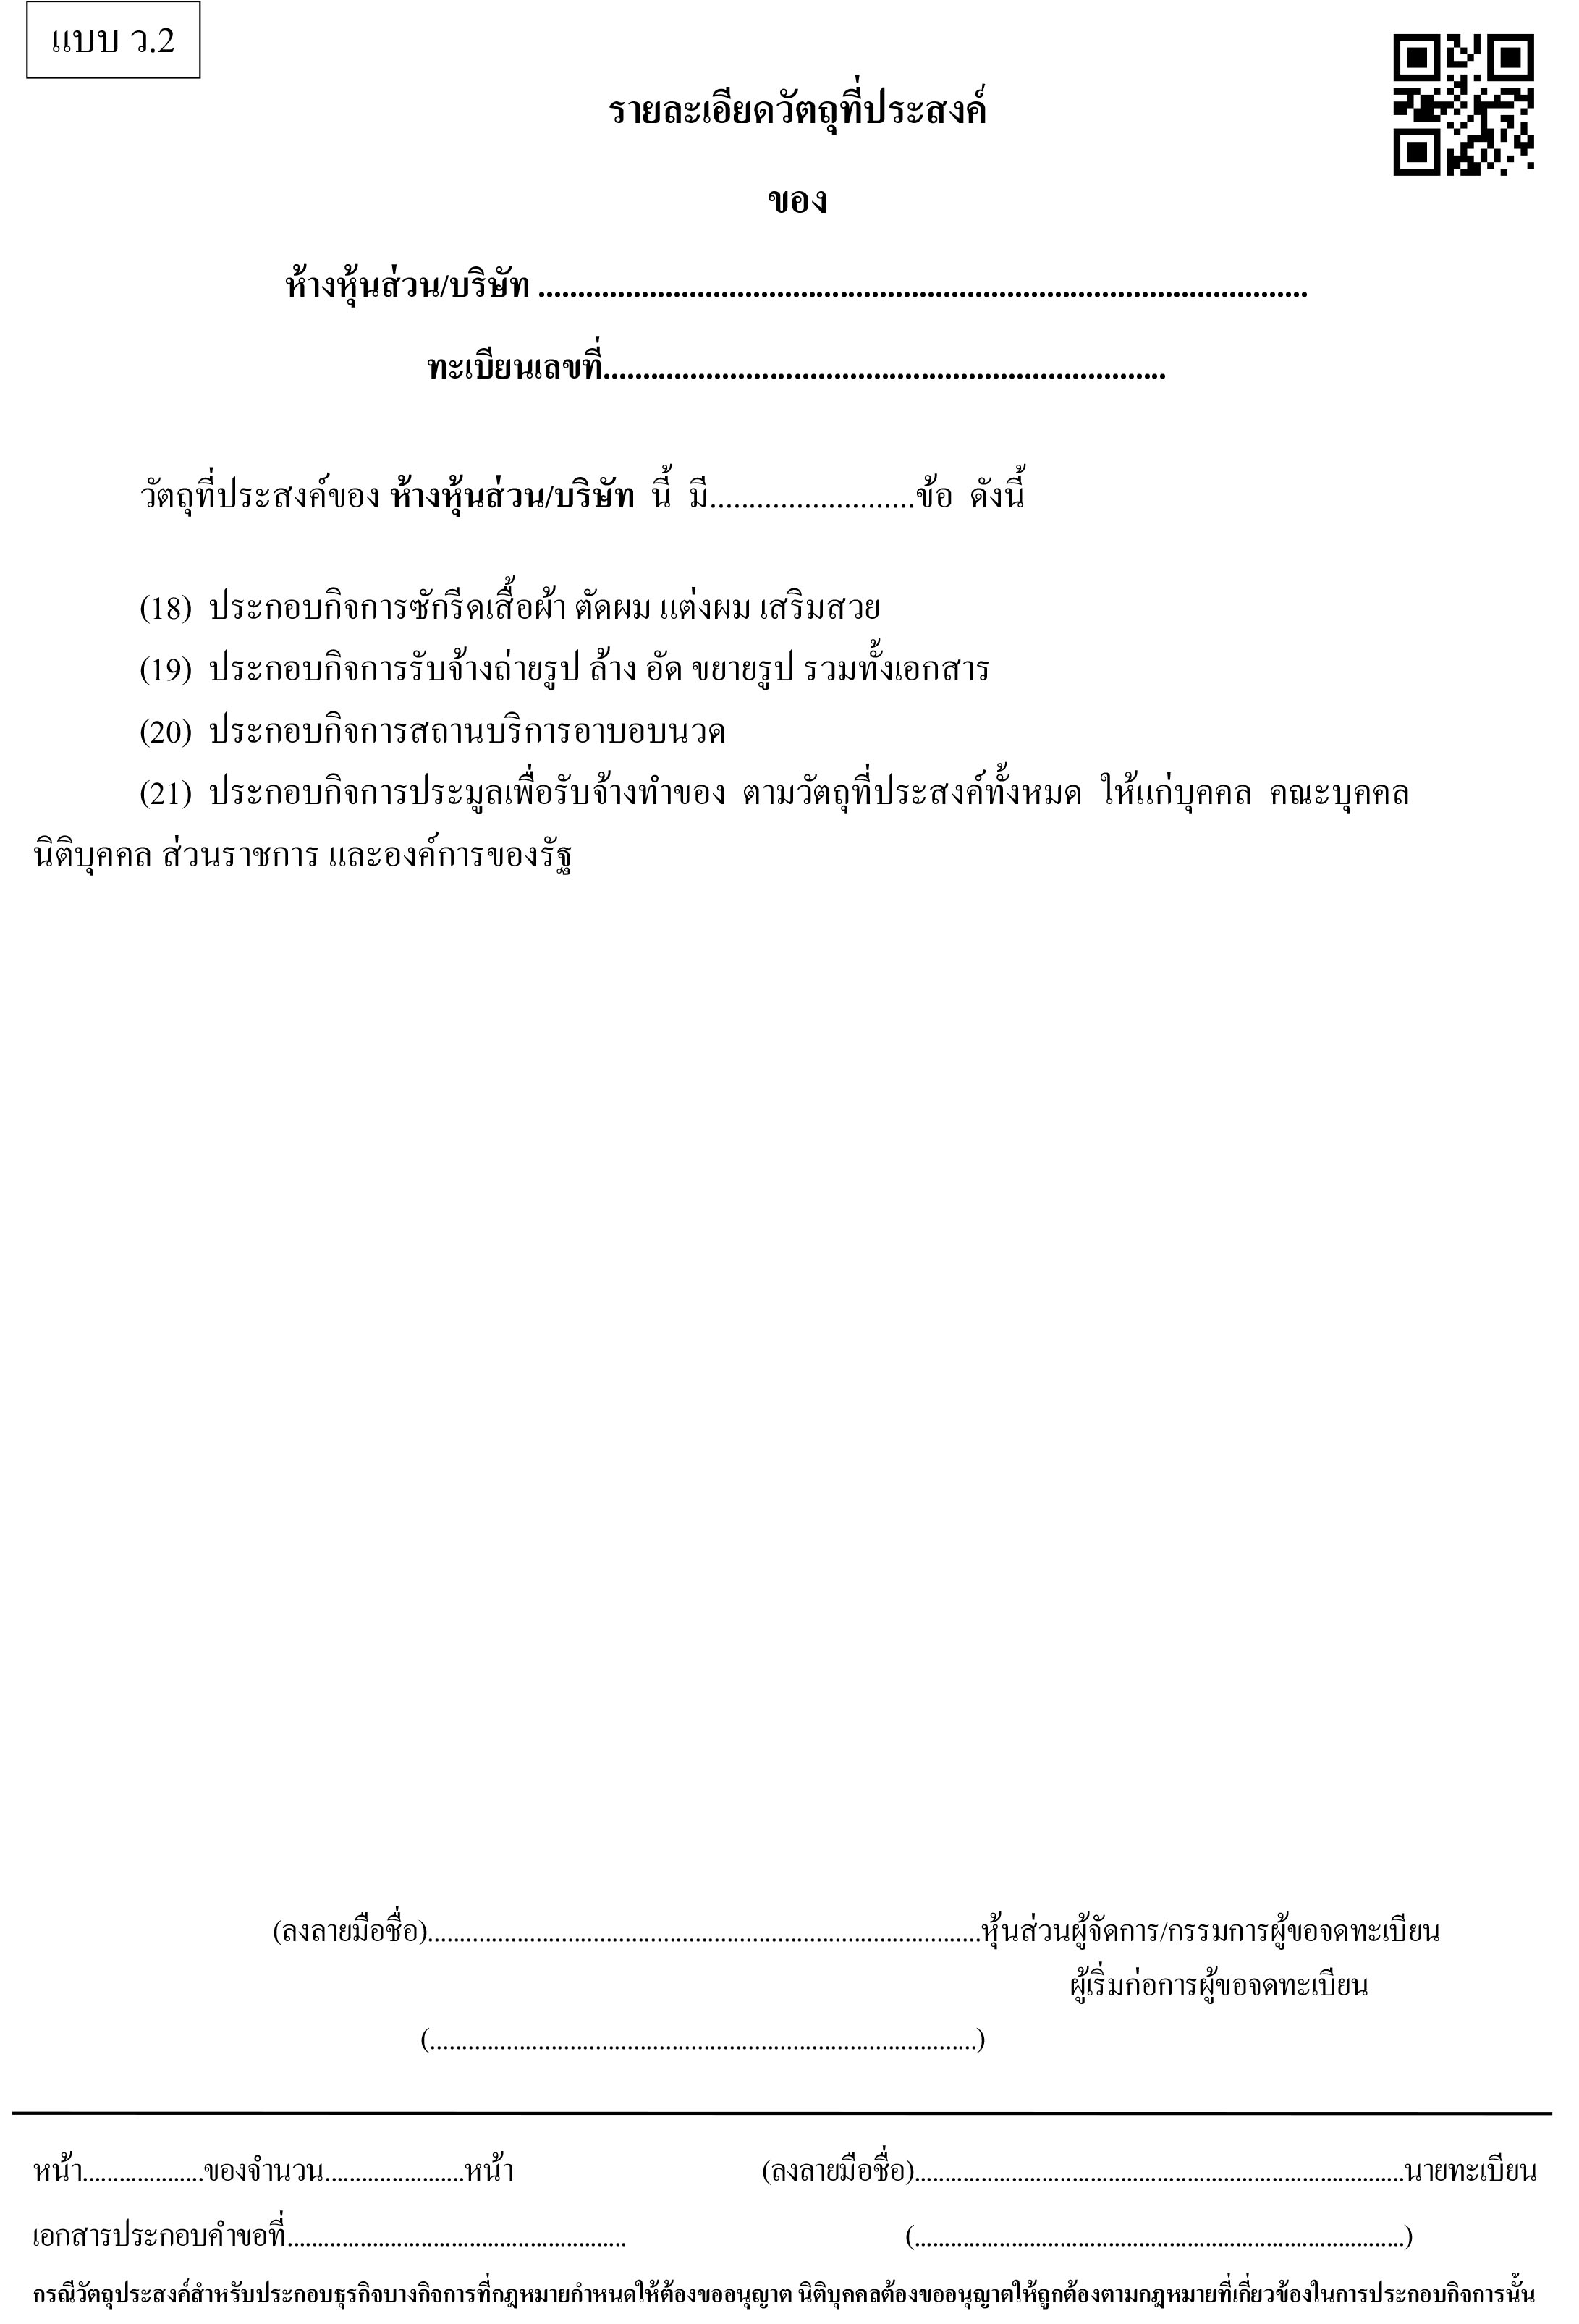 แบบ ว.2
รายละเอียดวัตถุที่ประสงค์
ของ
ห้างหุ้นส่วน/บริษัท ................................................................................................
ทะเบียนเลขที่.......................................................................
วัตถุที่ประสงค์ของ ห้างหุ้นส่วน/บริษัท นี้ มี..........................ข้อ ดังนี้
(18) ประกอบกิจการซักรีดเสื้อผ้า ตัดผม แต่งผม เสริมสวย
(19) ประกอบกิจการรับจ้างถ่ายรูป ล้าง อัด ขยายรูป รวมทั้งเอกสาร
(20) ประกอบกิจการสถานบริการอาบอบนวด
(21) ประกอบกิจการประมูลเพื่อรับจ้างทำของ ตามวัตถุที่ประสงค์ทั้งหมด ให้แก่บุคคล คณะบุคคล
นิติบุคคล ส่วนราชการ และองค์การของรัฐ
(ลงลายมือชื่อ).......................................................................................หุ้นส่วนผู้จัดการ/กรรมการผู้ขอจดทะเบียน
ผู้เริ่มก่อการผู้ขอจดทะเบียน
(......................................................................................)
หน้า....................ของจำนวน.......................หน้า (ลงลายมือชื่อ).................................................................................นายทะเบียน
เอกสารประกอบคำขอที่........................................................ (.................................................................................)
กรณีวัตถุประสงค์สำหรับประกอบธุรกิจบางกิจการที่กฎหมายกำหนดให้ต้องขออนุญาต นิติบุคคลต้องขออนุญาตให้ถูกต้องตามกฎหมายที่เกี่ยวข้องในการประกอบกิจการนั้น